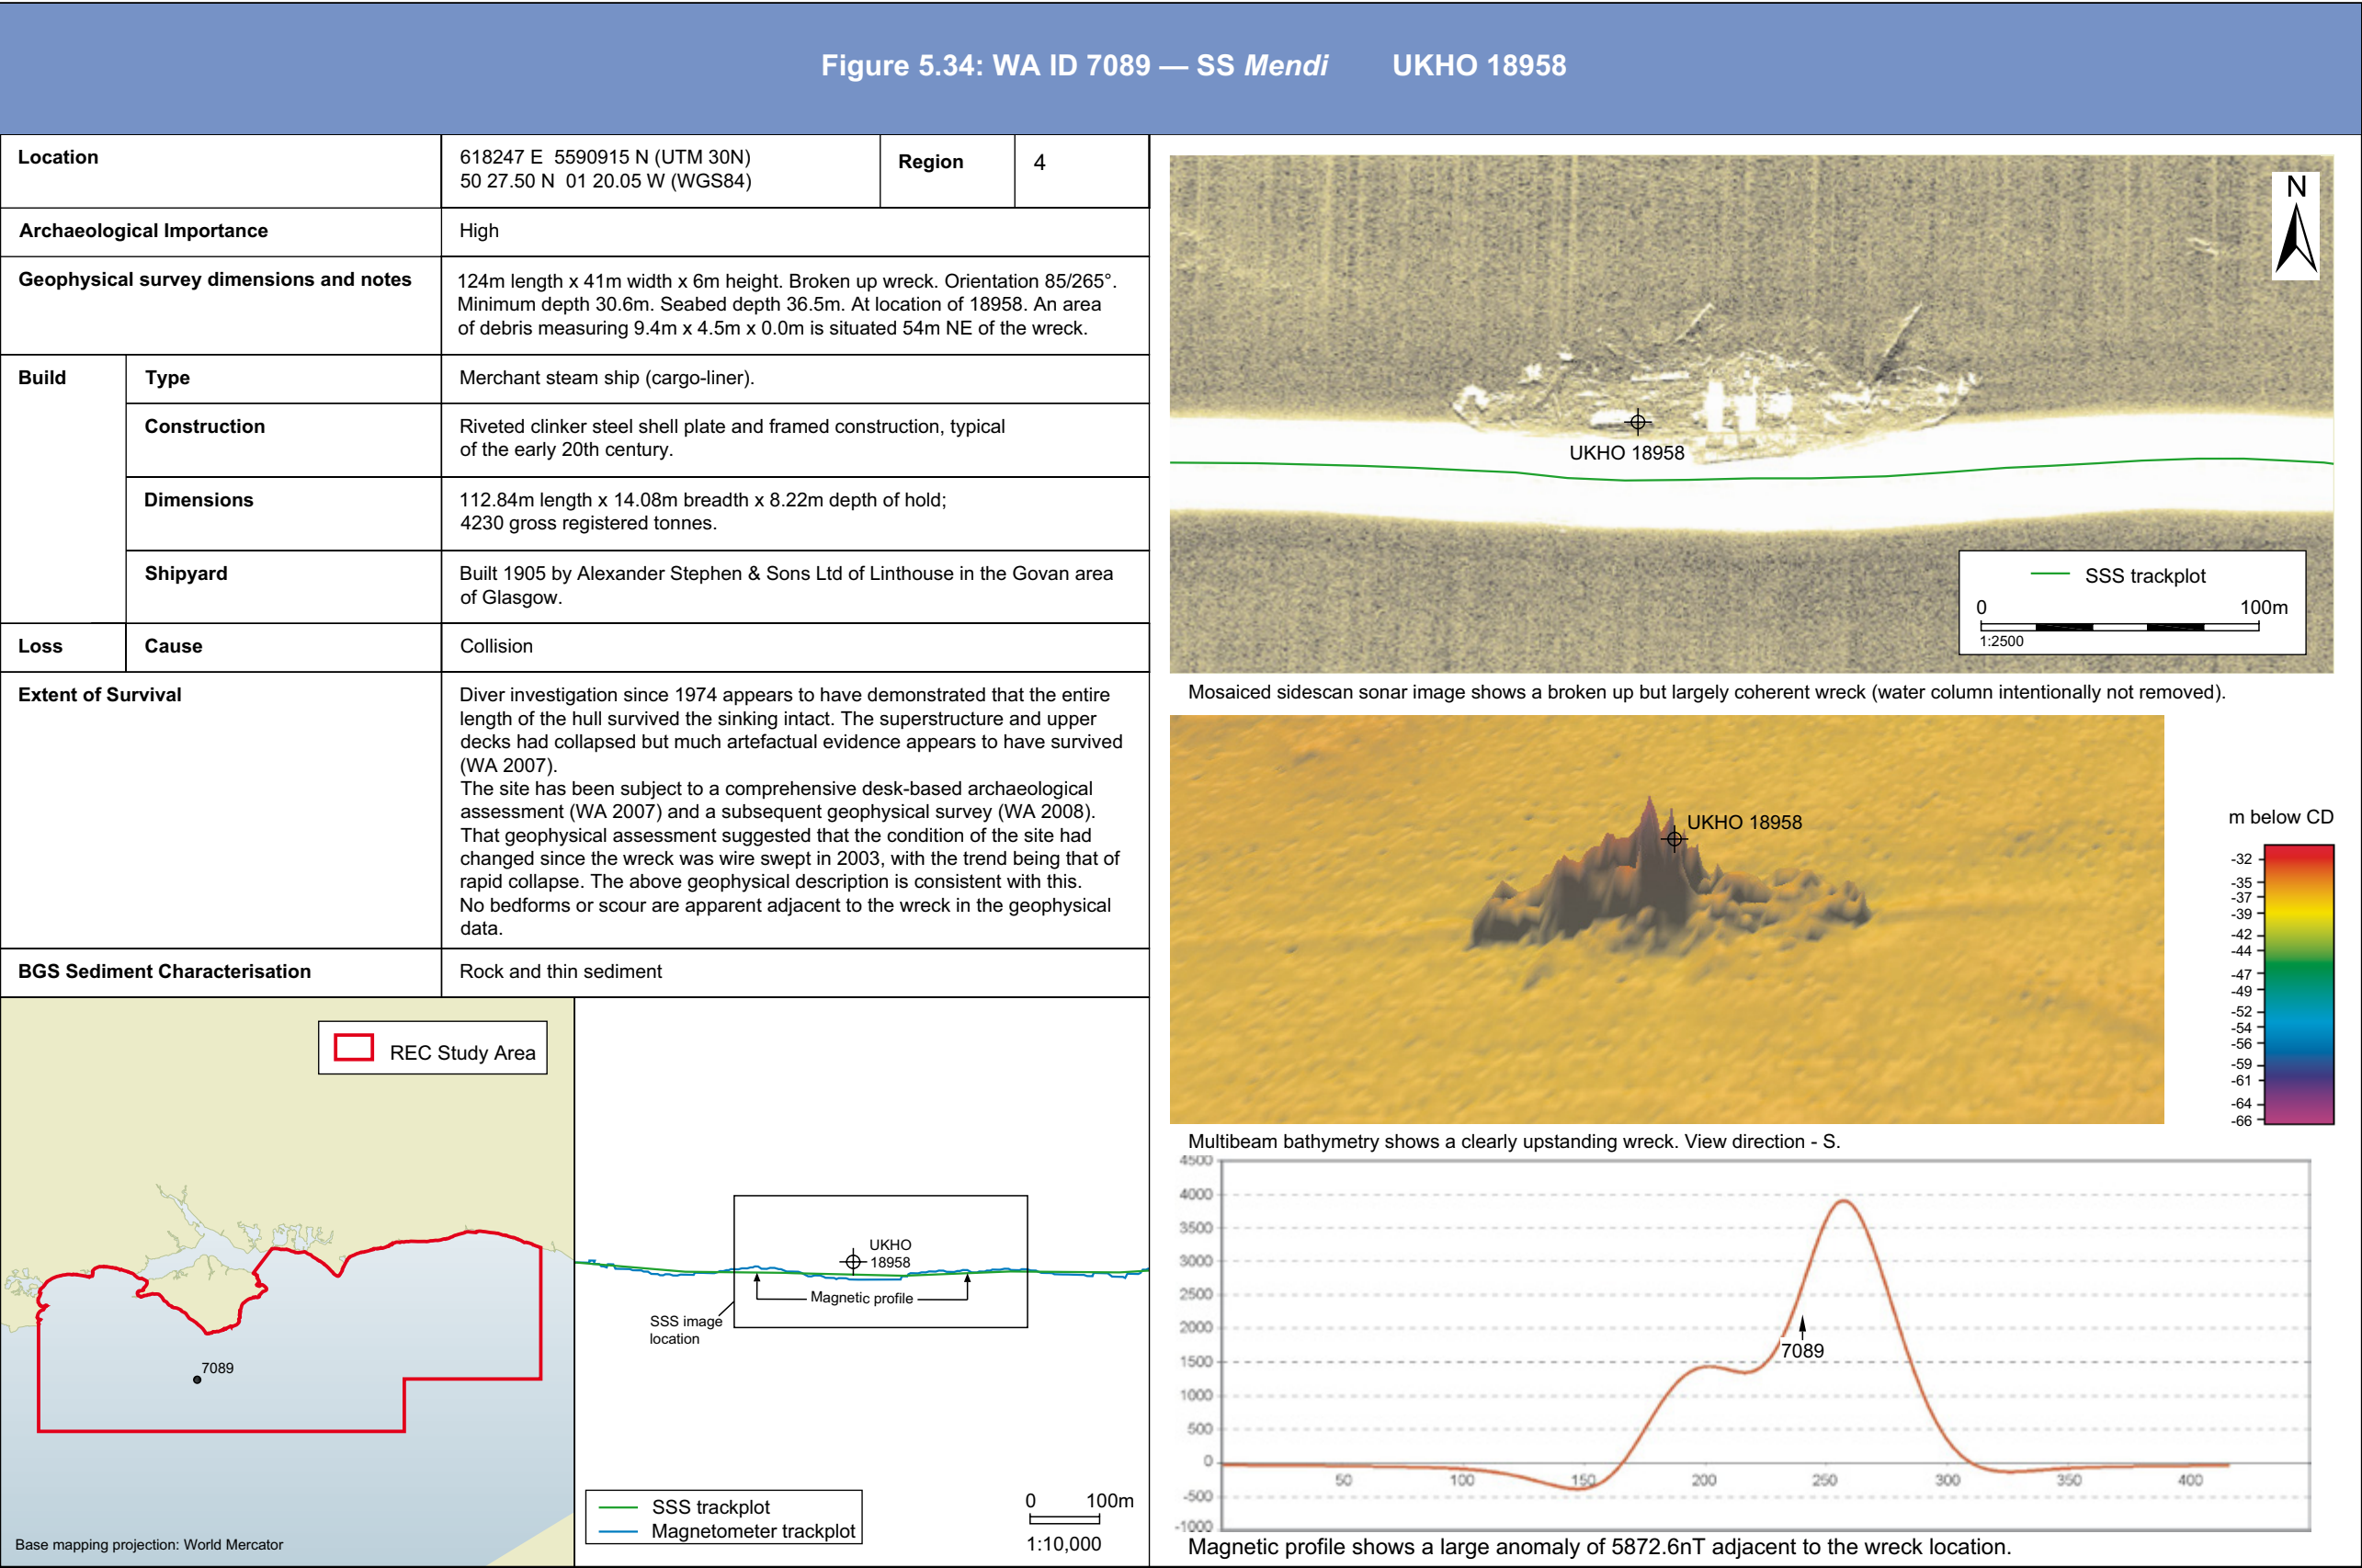 Figure 5.34: WA ID 7089 — SS Mendi UKHO 18958
Location
618247 E 5590915 N (UTM 30N)
50 27.50 N 01 20.05 W (WGS84)
Region
4
Archaeological Importance
High
Geophysical survey dimensions and notes
124m length x 41m width x 6m height. Broken up wreck. Orientation 85/265°.
Minimum depth 30.6m. Seabed depth 36.5m. At location of 18958. An area
of debris measuring 9.4m x 4.5m x 0.0m is situated 54m NE of the wreck.
Build
Type
Merchant steam ship (cargo-liner).
Construction
Riveted clinker steel shell plate and framed construction, typical
of the early 20th century.
Dimensions
112.84m length x 14.08m breadth x 8.22m depth of hold;
4230 gross registered tonnes.
Shipyard
Built 1905 by Alexander Stephen & Sons Ltd of Linthouse in the Govan area
of Glasgow.
Loss
Cause
Collision
Extent of Survival
Diver investigation since 1974 appears to have demonstrated that the entire
length of the hull survived the sinking intact. The superstructure and upper
decks had collapsed but much artefactual evidence appears to have survived
(WA 2007).
The site has been subject to a comprehensive desk-based archaeological
assessment (WA 2007) and a subsequent geophysical survey (WA 2008).
That geophysical assessment suggested that the condition of the site had
changed since the wreck was wire swept in 2003, with the trend being that of
rapid collapse. The above geophysical description is consistent with this.
No bedforms or scour are apparent adjacent to the wreck in the geophysical
data.
BGS Sediment Characterisation
Rock and thin sediment
REC Study Area
7089
Base mapping projection: World Mercator
UKHO
18958
Magnetic profile
SSS image
location
SSS trackplot
Magnetometer trackplot
0 100m
1:10,000
N
UKHO 18958
SSS trackplot
0 100m
1:2500
Mosaiced sidescan sonar image shows a broken up but largely coherent wreck (water column intentionally not removed).
UKHO 18958
m below CD
-32
-35
-37
-39
-42
-44
-47
-49
-52
-54
-56
-59
-61
-64
-66
Multibeam bathymetry shows a clearly upstanding wreck. View direction - S.
4500
4000
3500
3000
2500
2000
1500
1000
500
0
-500
-1000
7089
50 100 150 200 250 300 350 400
Magnetic profile shows a large anomaly of 5872.6nT adjacent to the wreck location.